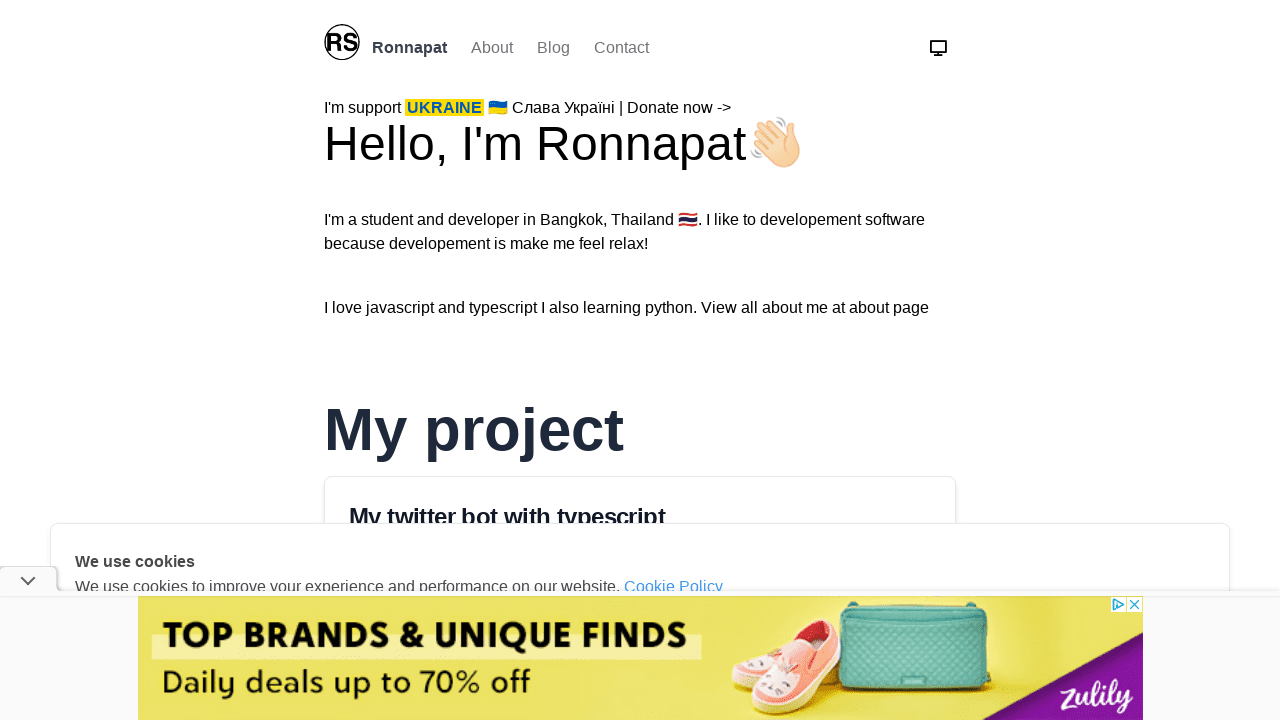 RS
Ronnapat About Blog Contact
I'm support UKRAINE 🇺🇦 Слава Україні | Donate now ->
Hello, I'm Ronnapat👋🏻
I'm a student and developer in Bangkok, Thailand 🇹🇭. I like to developement software
because developement is make me feel relax!
I love javascript and typescript I also learning python. View all about me at about page
My project
My twitter bot with typescript
We use cookies
We use cookies to improve your experience and performance on our website. Cookie Policy
TOP BRANDS & UNIQUE FINDS
Daily deals up to 70% off
zulily